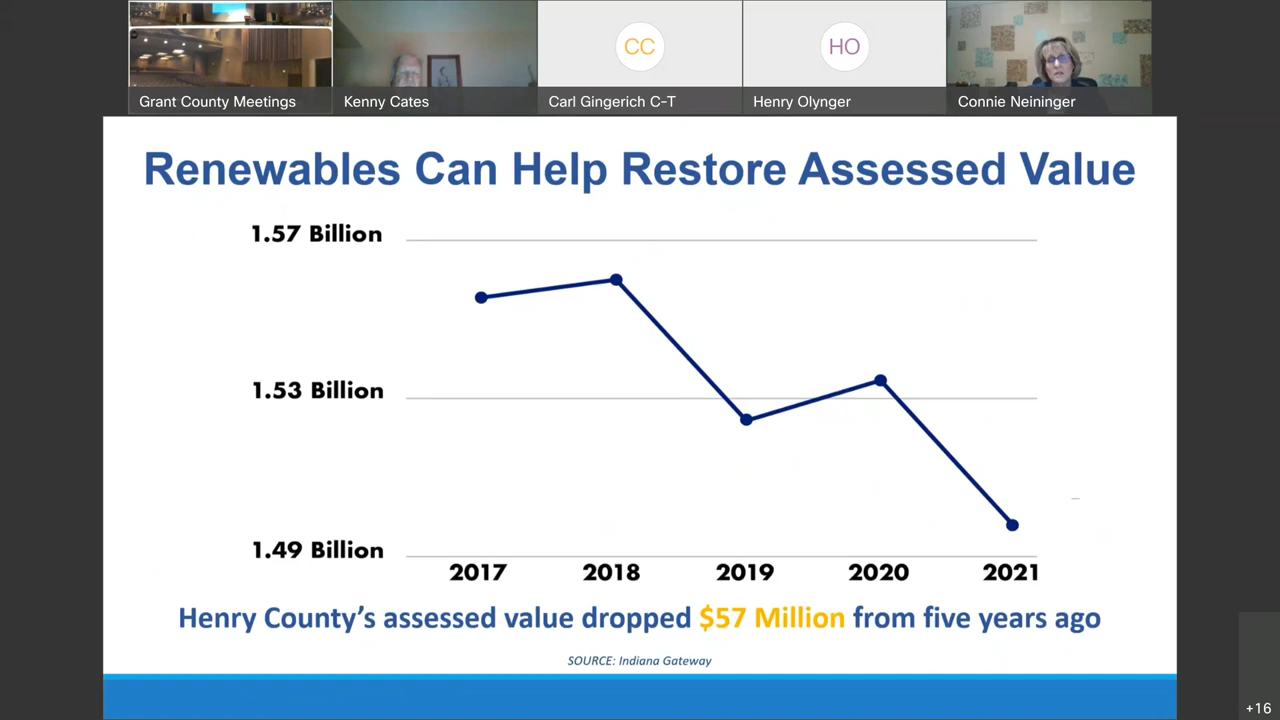 CC
HO
Grant County Meetings
Kenny Cates
Carl Gingerich C-T
Henry Olynger
Connie Neininger
Renewables Can Help Restore Assessed Value
1.57 Billion
1.53 Billion
1.49 Billion
2017 2018 2019 2020 2021
Henry County's assessed value dropped $57 Million from five years ago
SOURCE: Indiana Gateway
+16